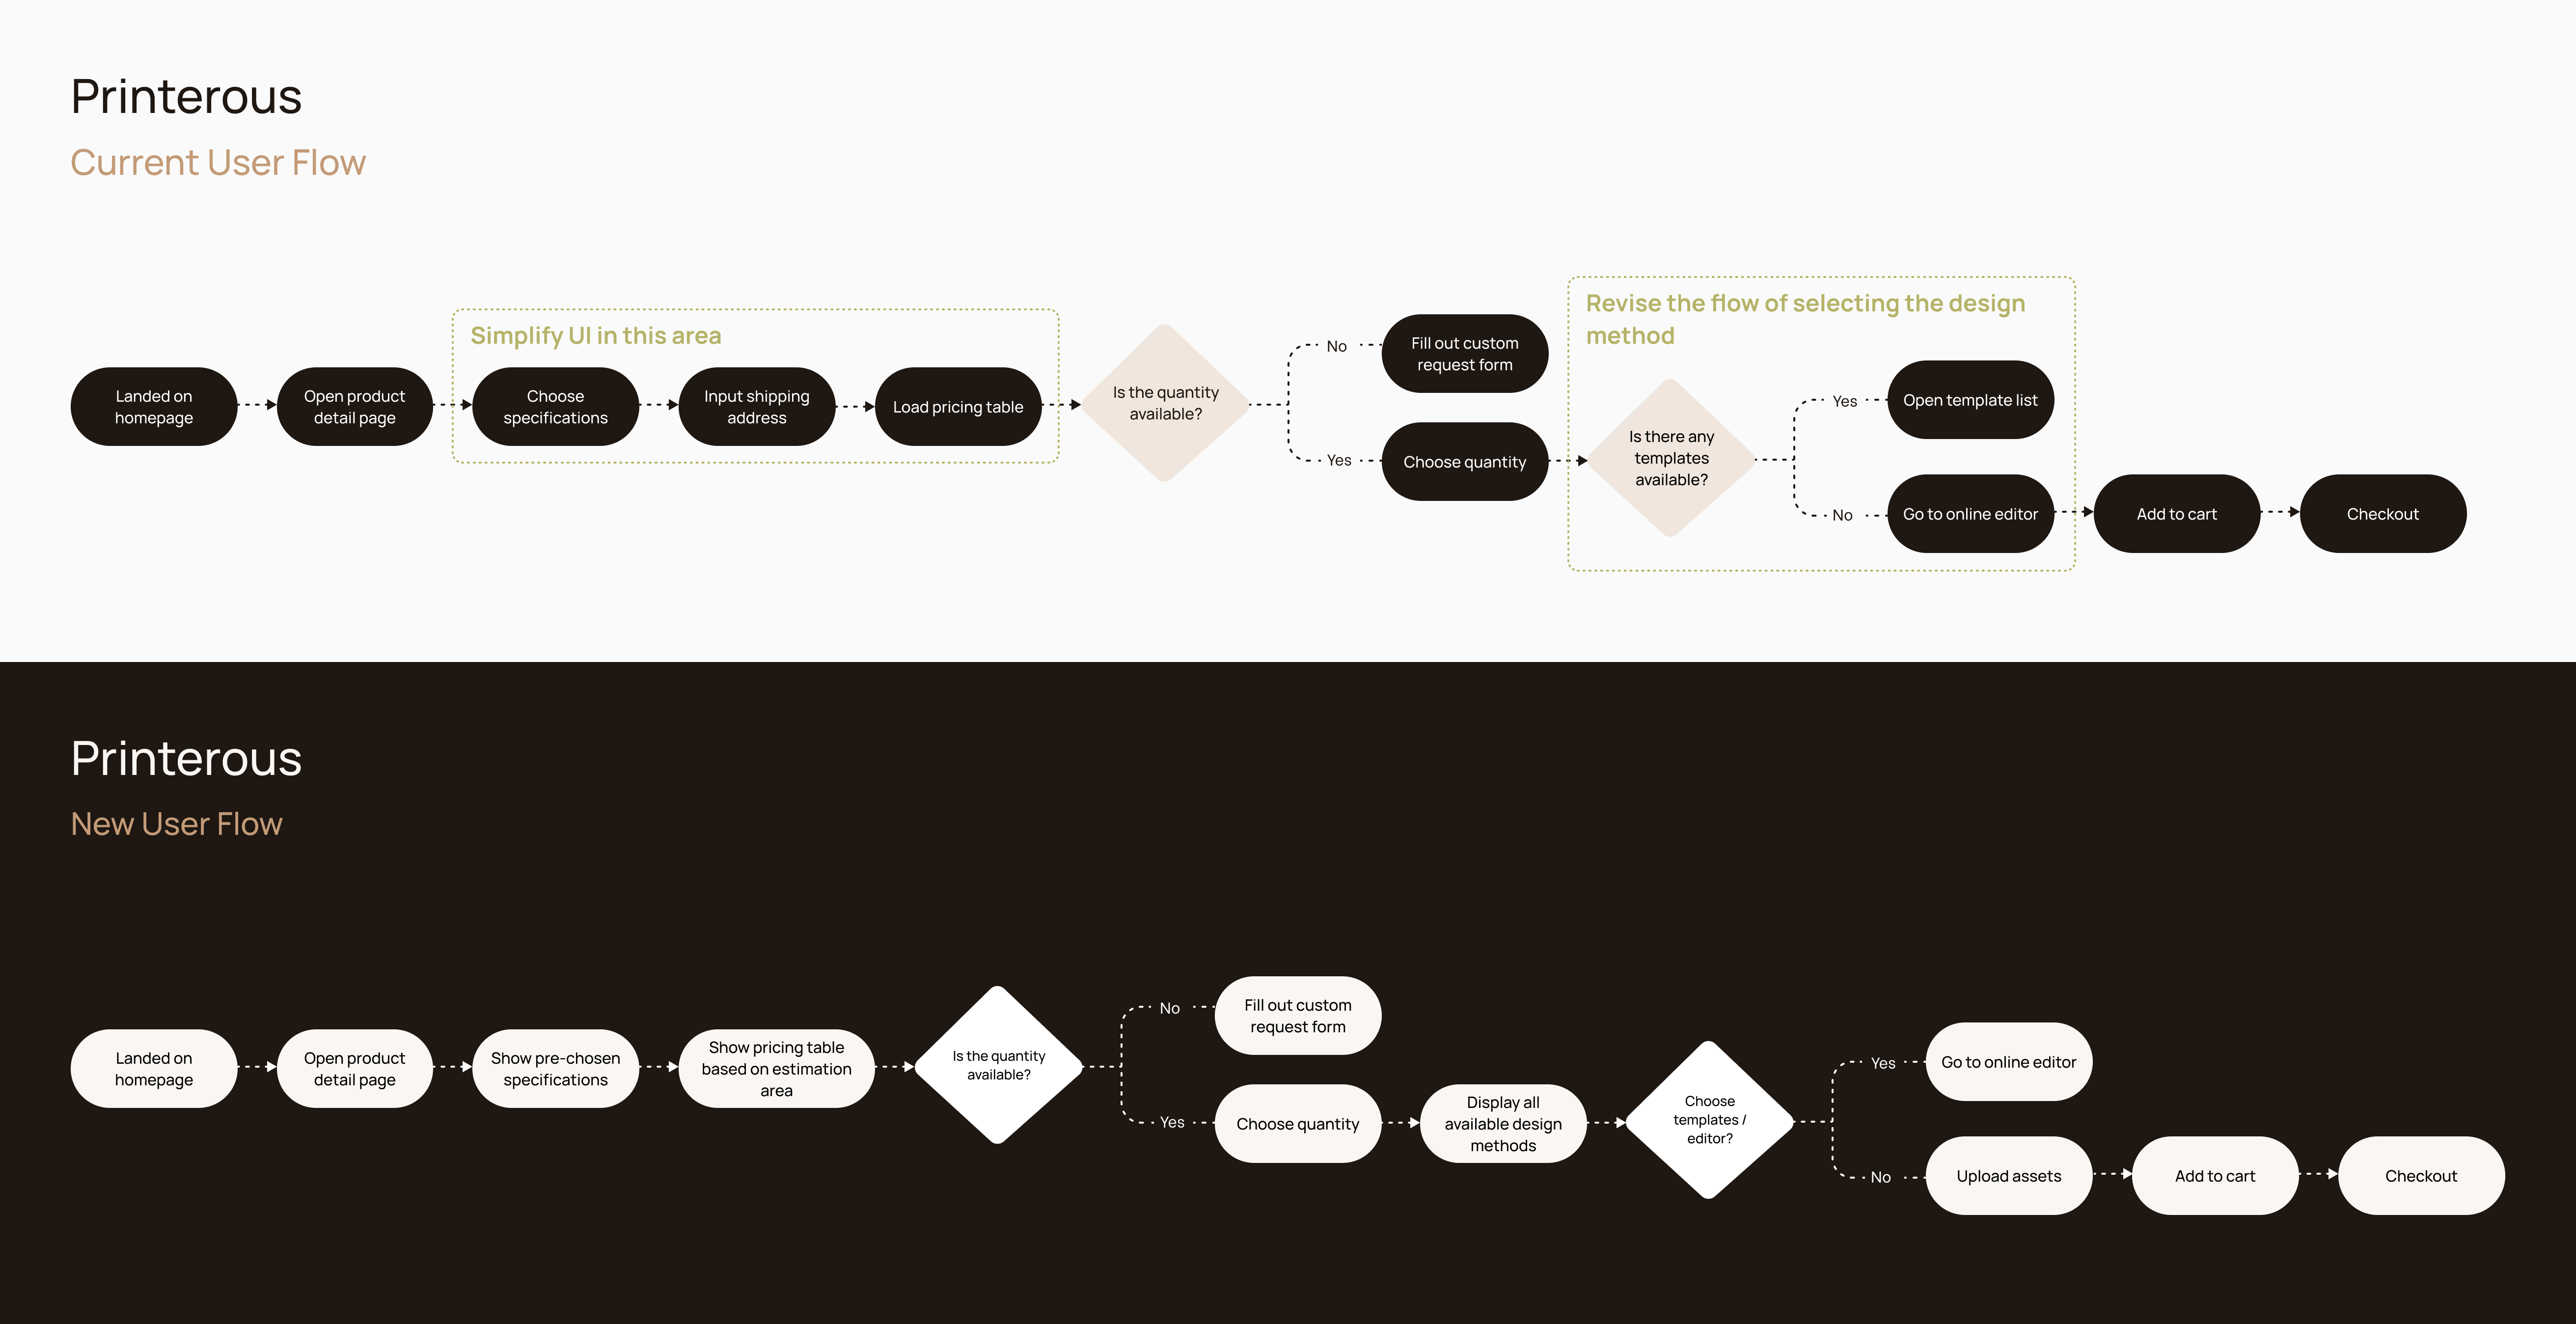 Printerous
Current User Flow
Simplify UI in this area
Revise the flow of selecting the design
method
Landed on
homepage
Open product
detail page
Choose
specifications
Input shipping
address
Load pricing table
Is the quantity
available?
No
Fill out custom
request form
Yes
Choose quantity
Is there any
templates
available?
Yes
Open template list
No
Go to online editor
Add to cart
Checkout
Printerous
New User Flow
Landed on
homepage
Open product
detail page
Show pre-chosen
specifications
Show pricing table
based on estimation
area
Is the quantity
available?
No
Fill out custom
request form
Yes
Choose quantity
Display all
available design
methods
Choose
templates /
editor?
Yes
Go to online editor
No
Upload assets
Add to cart
Checkout